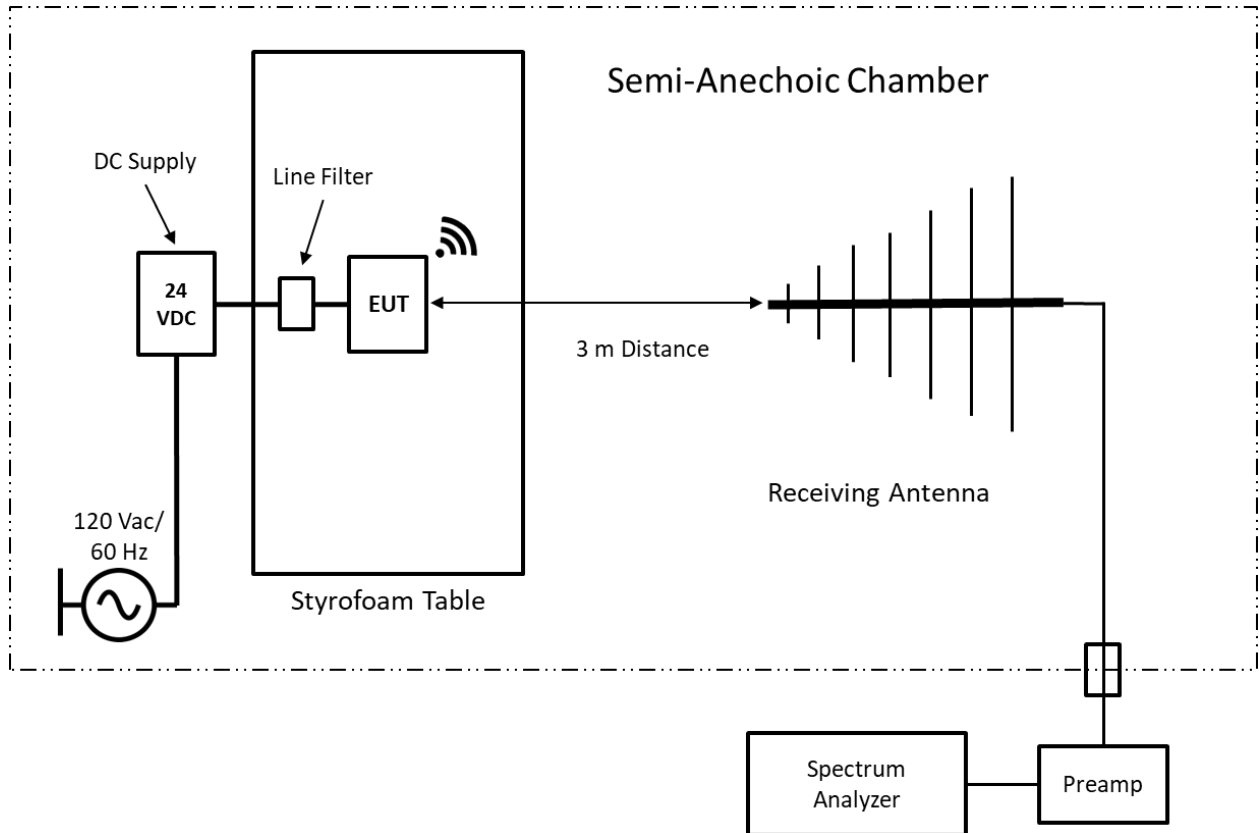 Semi-Anechoic Chamber
DC Supply
Line Filter
24
VDC
EUT
3 m Distance
Receiving Antenna
120 Vac/
60 Hz
Styrofoam Table
Spectrum
Analyzer
Preamp